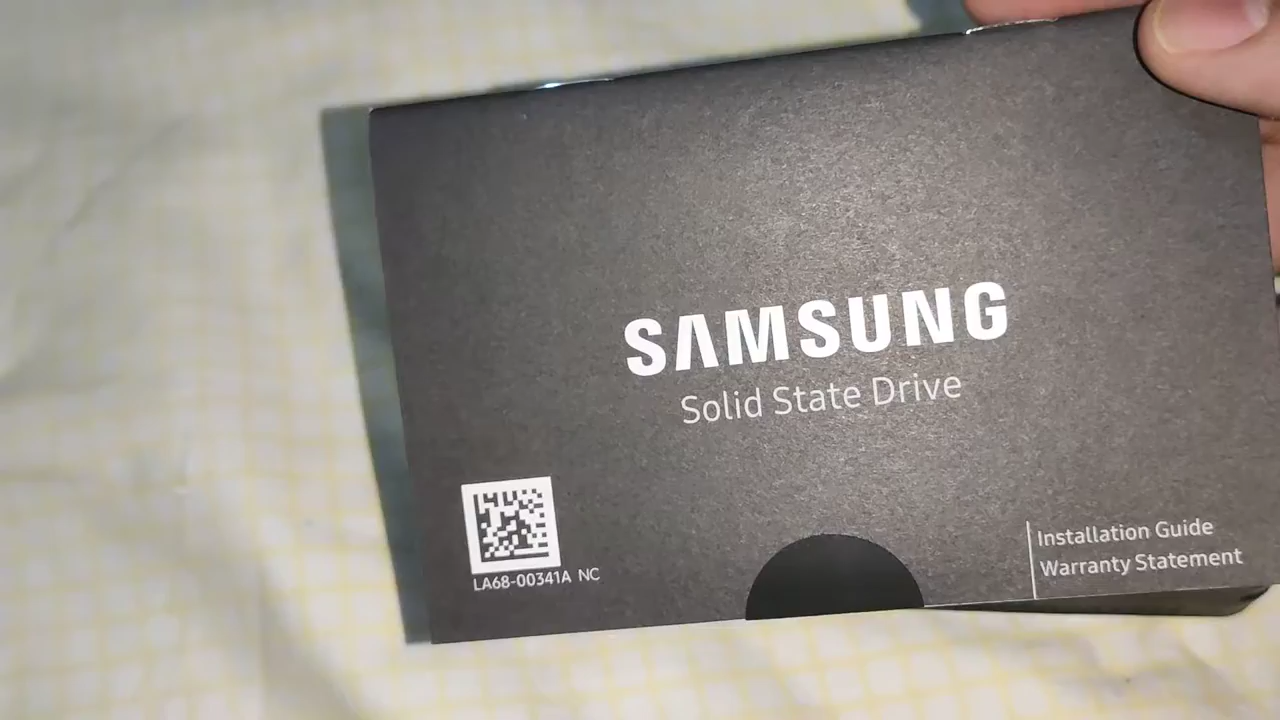 SAMSUNG
Solid State Drive
LA68-00341A NC
Installation Guide
Warranty Statement